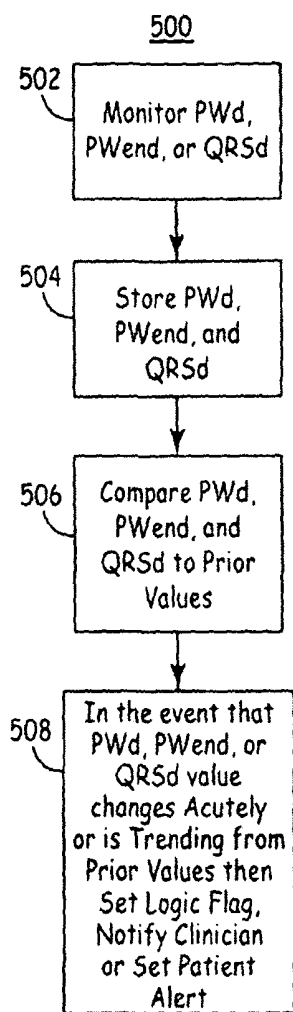 500
502
Monitor PWd,
PWend, or QRSd
504
Store PWd,
PWend, and
QRSd
506
Compare PWd,
PWend, and
QRSd to Prior
Values
508
In the event that
PWd, PWend, or
QRSd value
changes Acutely
or is Trending from
Prior Values then
Set Logic Flag,
Notify Clinician
or Set Patient
Alert